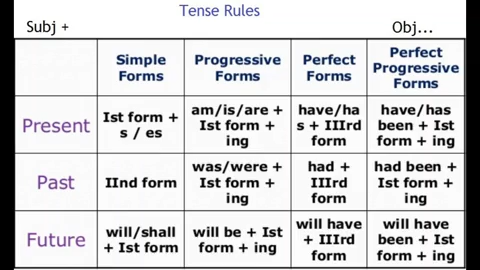 Tense Rules
Subj +
Obj...
Simple
Forms
Progressive
Forms
Perfect
Forms
Perfect
Progressive
Forms
Present
Ist form +
s / es
am/is/are +
Ist form +
ing
have/ha
s + IIIrd
form
have/has
been + Ist
form + ing
Past
IInd form
was/were +
Ist form +
ing
had +
IIIrd
form
had been +
Ist form +
ing
Future
will/shall
+ Ist form
will be + Ist
form + ing
will have
+ IIIrd
form
will have
been + Ist
form + ing